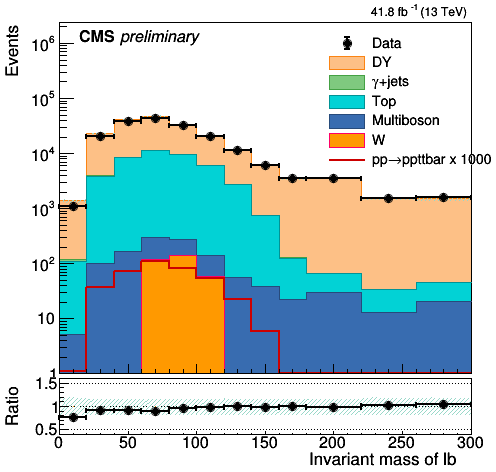 41.8 fb⁻¹ (13 TeV)
CMS preliminary
Events
10⁶
10⁵
10⁴
10³
10²
10
1
Data
DY
γ+jets
Top
Multiboson
W
pp→ppttbar x 1000
Ratio
1.5
1
0.5
0 50 100 150 200 250 300
Invariant mass of lb